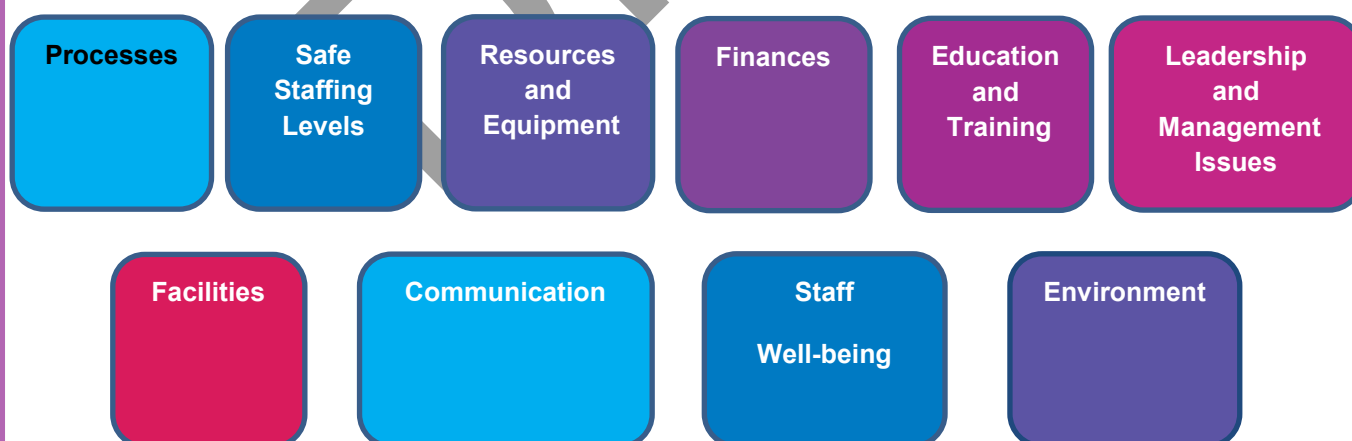 Processes
Safe
Staffing
Levels
Resources
and
Equipment
Finances
Education
and
Training
Leadership
and
Management
Issues
Facilities
Communication
Staff
Well-being
Environment